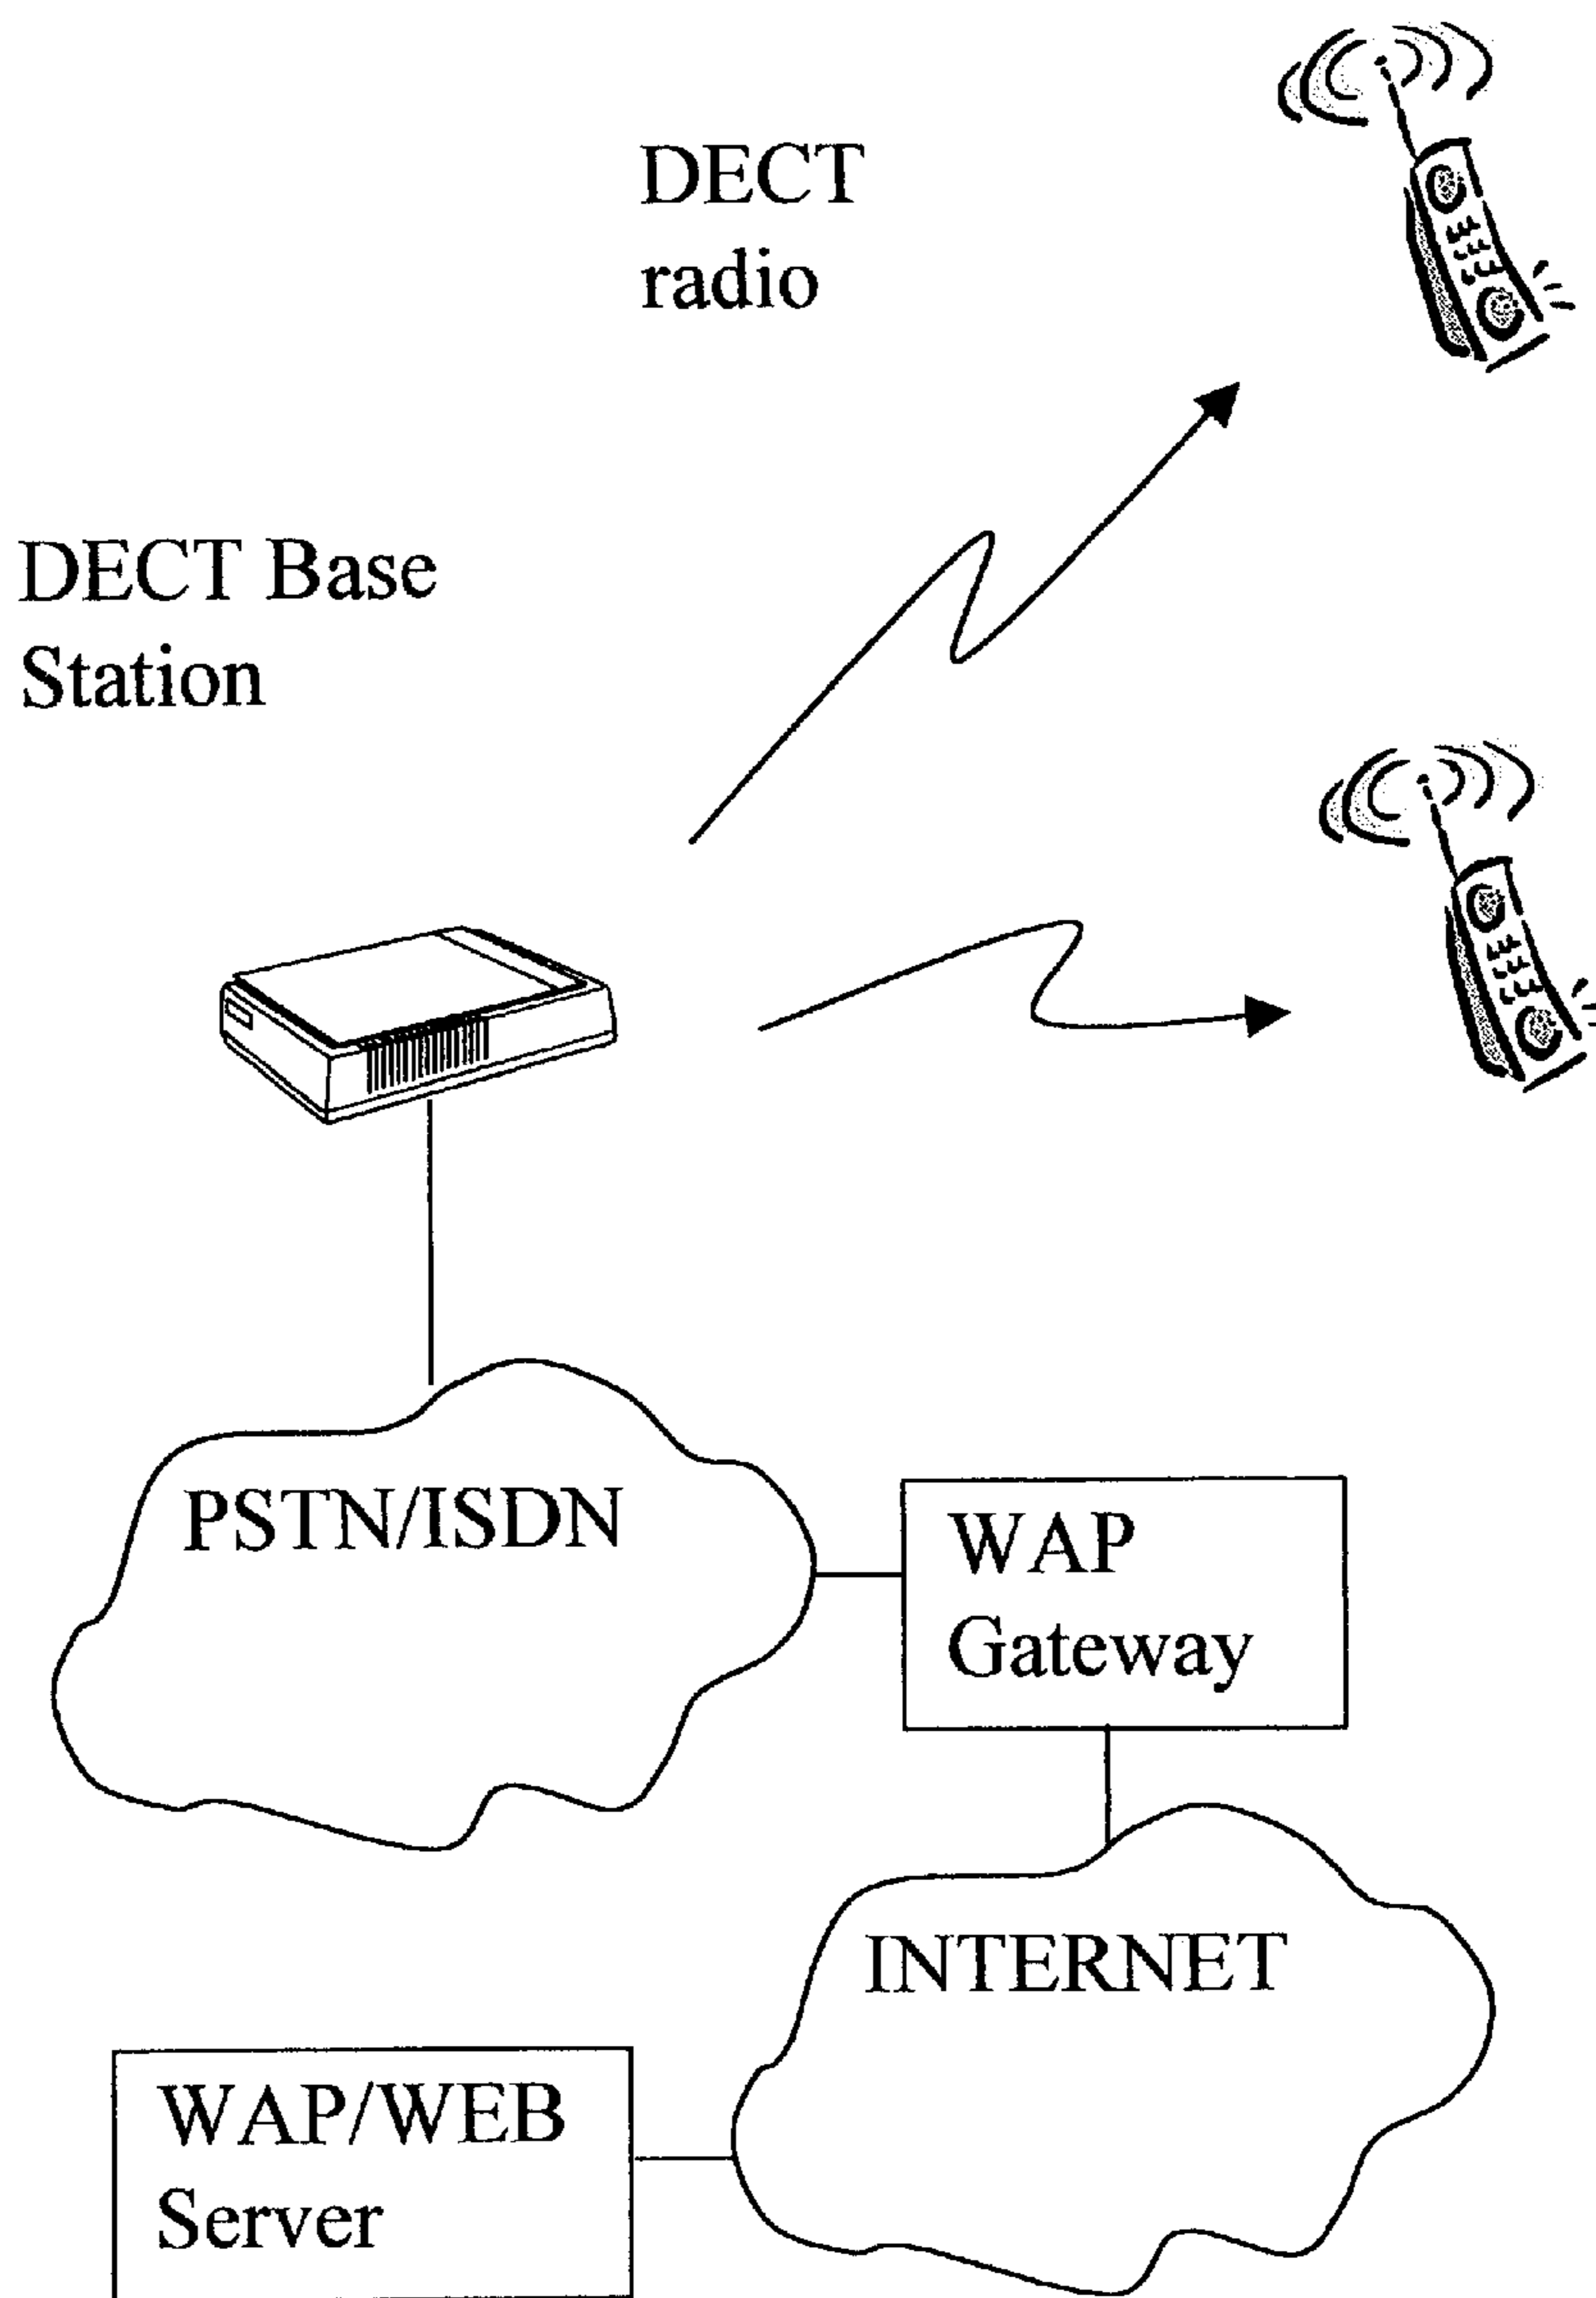 DECT
radio
DECT Base
Station
PSTN/ISDN
WAP
Gateway
INTERNET
WAP/WEB
Server